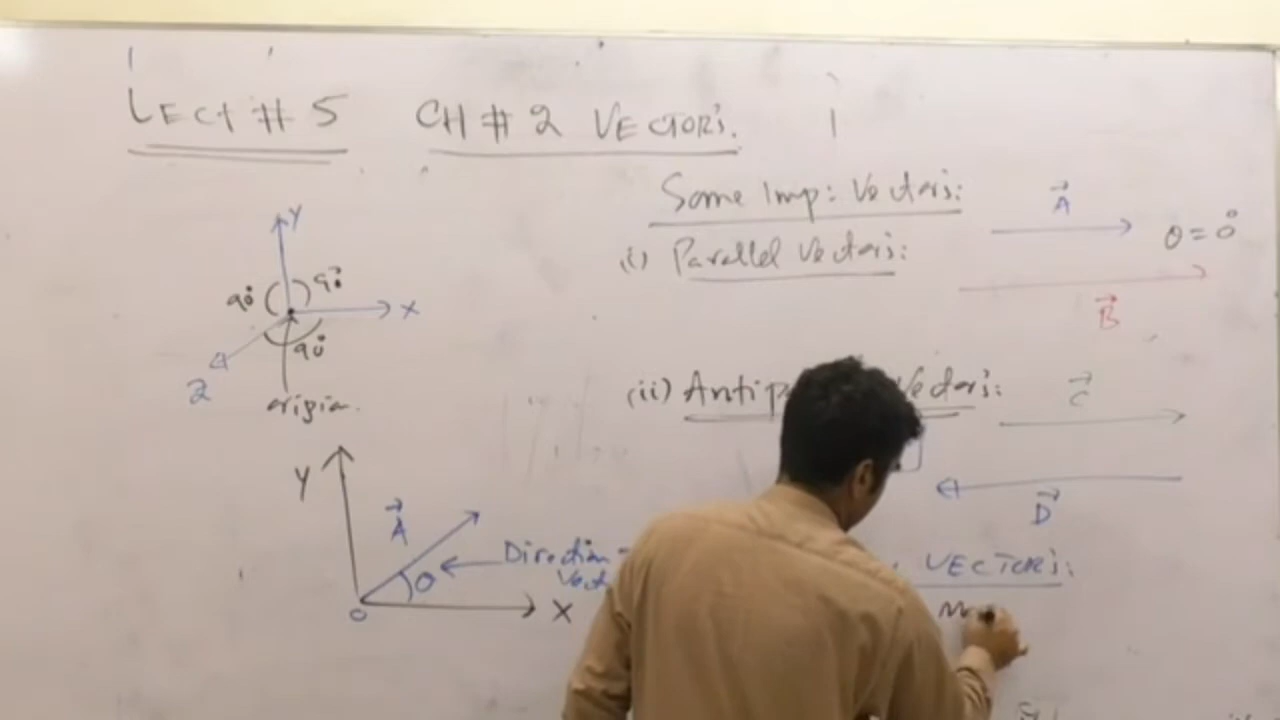 LECT # 5 CH # 2 VECTORS.
Some Imp: Vectors:
(i) Parallel Vectors:
A
θ = 0°
B
Y
90° 90°
X
90°
Z
origin.
(ii) Vectors:
C
D
Y
A
Direction
θ
O
X
VECTORS: